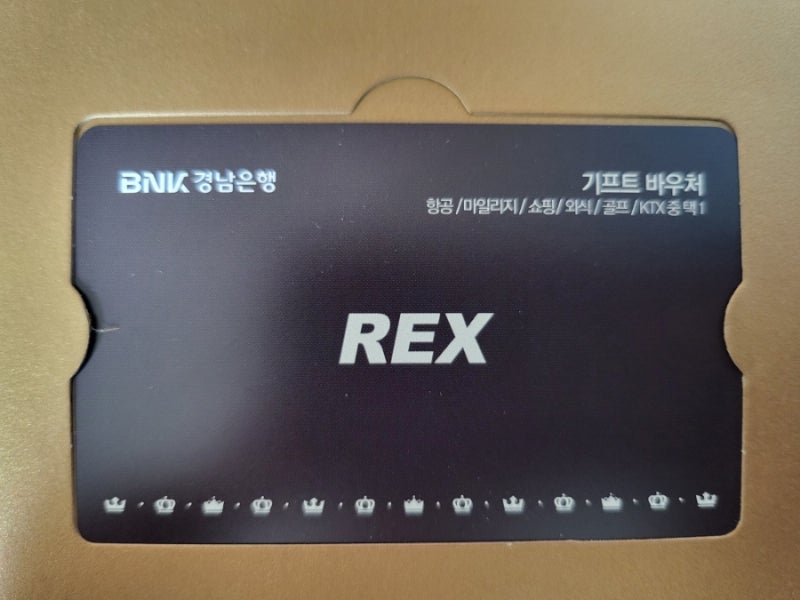 BNK 경남은행
기프트 바우처
항공 / 마일리지 / 쇼핑 / 외식 / 골프 / KTX 중 택1
REX